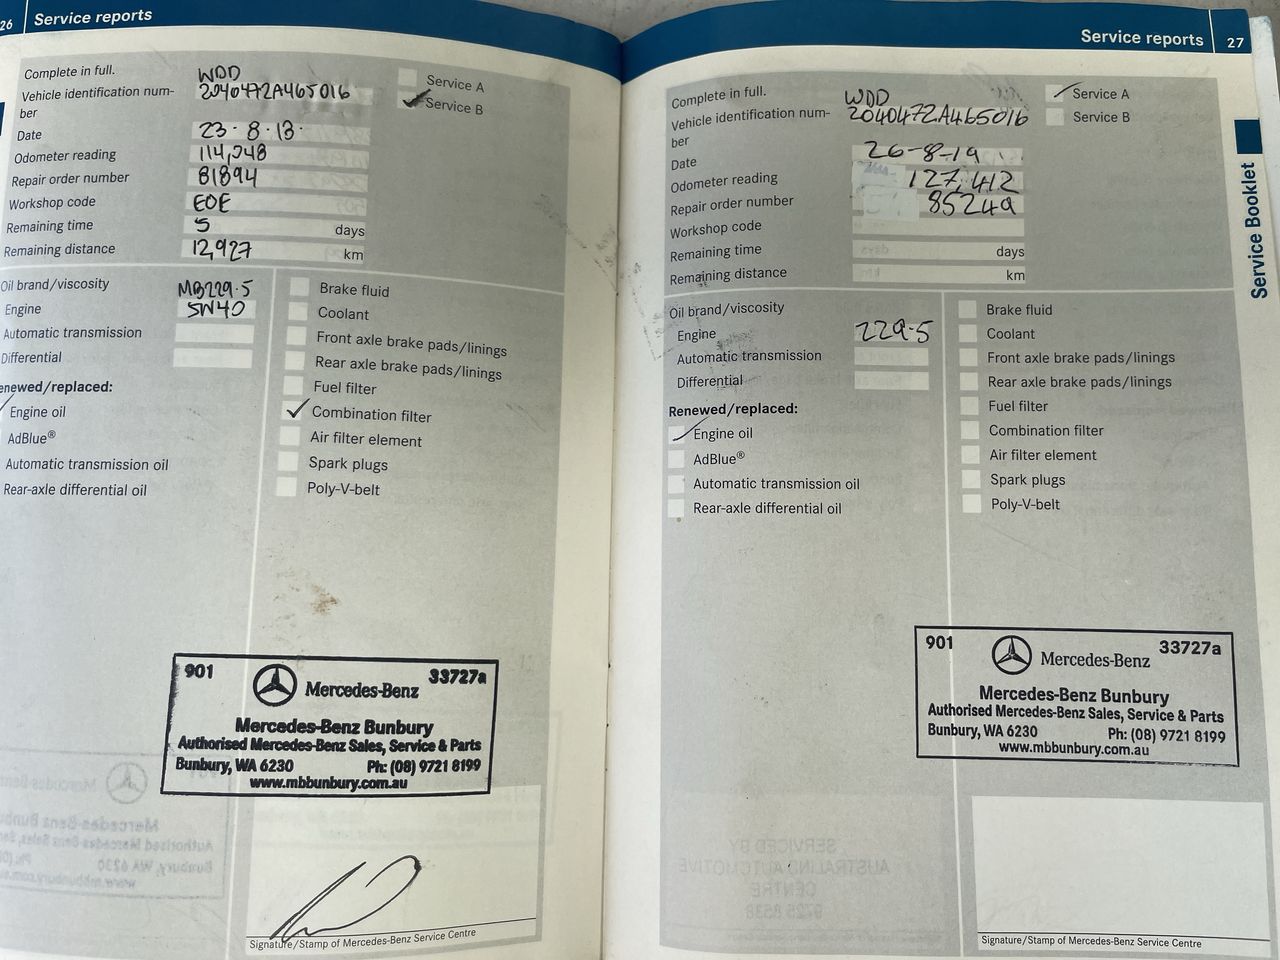 26 Service reports
Complete in full.
Vehicle identification num-
ber
WDD
2040472A465016
Service A
Service B
Date 23.8.18.
Odometer reading 114,048
Repair order number 81894
Workshop code EOE
Remaining time 5 days
Remaining distance 12,927 km
Oil brand/viscosity MB229.5
Engine 5W40
Automatic transmission
Differential
enewed/replaced:
Engine oil
AdBlue®
Automatic transmission oil
Rear-axle differential oil
Brake fluid
Coolant
Front axle brake pads/linings
Rear axle brake pads/linings
Fuel filter
Combination filter
Air filter element
Spark plugs
Poly-V-belt
901 Mercedes-Benz 33727a
Mercedes-Benz Bunbury
Authorised Mercedes-Benz Sales, Service & Parts
Bunbury, WA 6230 Ph: (08) 9721 8199
www.mbbunbury.com.au
Signature/Stamp of Mercedes-Benz Service Centre
Service reports 27
Complete in full.
Vehicle identification num-
ber
WDD
2040472A465016
Service A
Service B
Date 26-8-19
Odometer reading 127,412
Repair order number 85249
Workshop code
Remaining time days
Remaining distance km
Oil brand/viscosity
Engine 229.5
Automatic transmission
Differential
Renewed/replaced:
Engine oil
AdBlue®
Automatic transmission oil
Rear-axle differential oil
Brake fluid
Coolant
Front axle brake pads/linings
Rear axle brake pads/linings
Fuel filter
Combination filter
Air filter element
Spark plugs
Poly-V-belt
901 Mercedes-Benz 33727a
Mercedes-Benz Bunbury
Authorised Mercedes-Benz Sales, Service & Parts
Bunbury, WA 6230 Ph: (08) 9721 8199
www.mbbunbury.com.au
Signature/Stamp of Mercedes-Benz Service Centre
Service Booklet